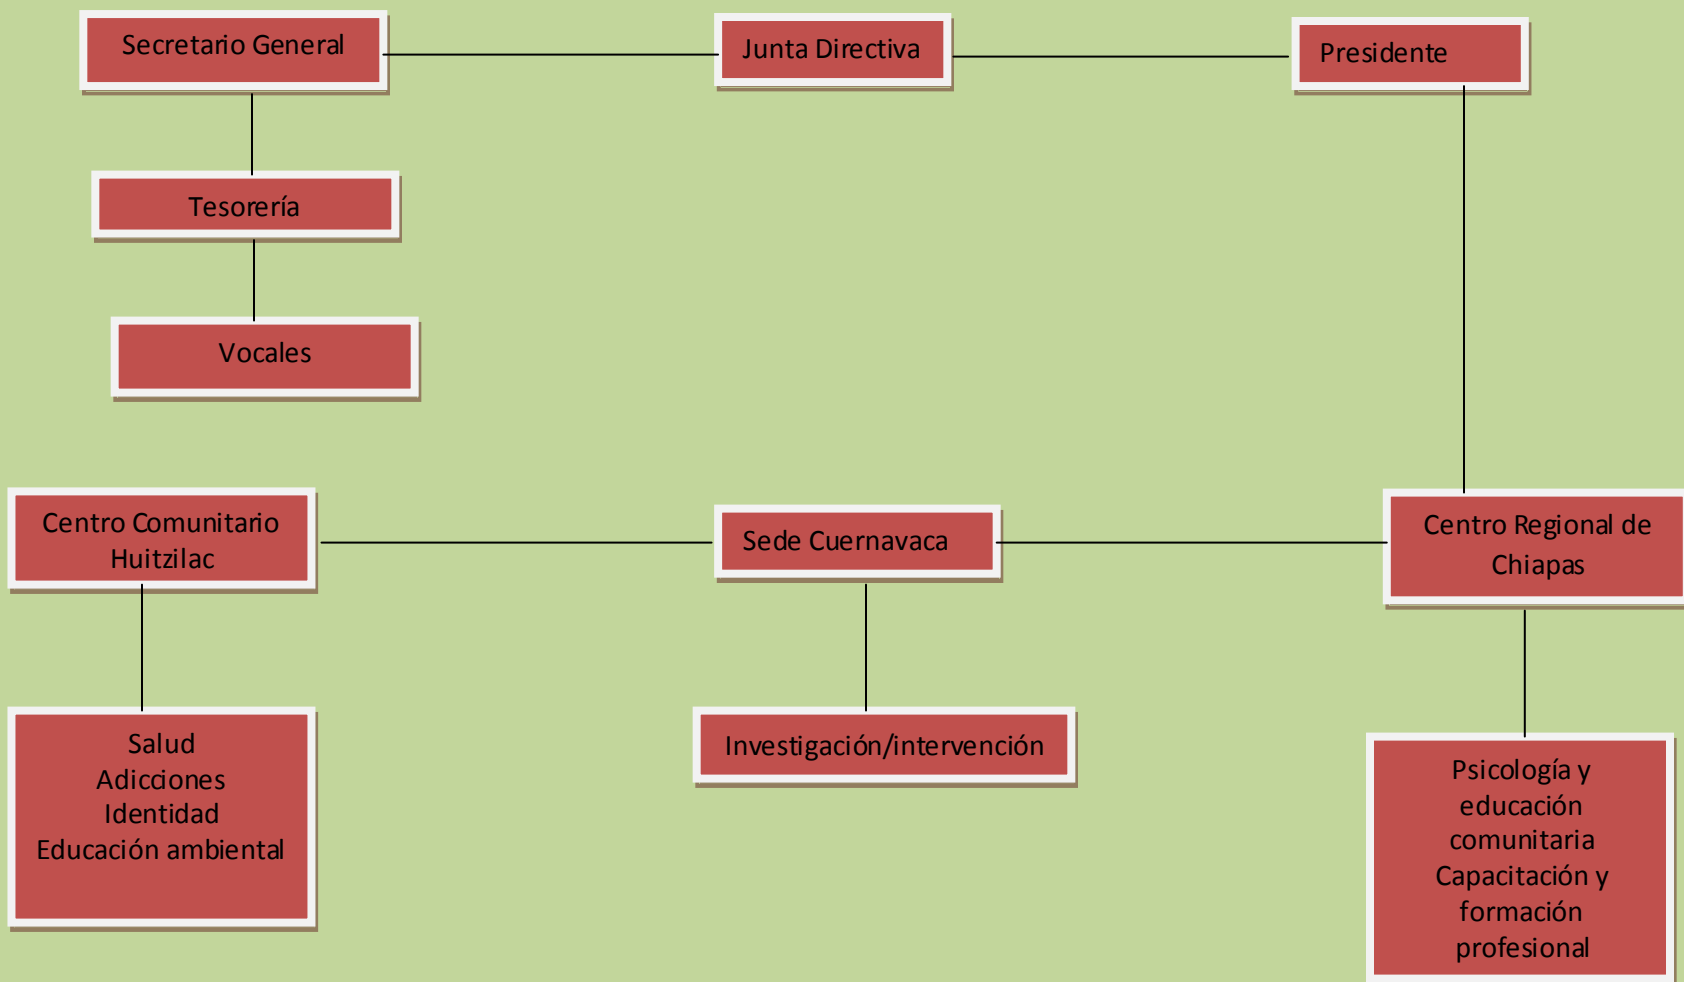 Secretario General
Junta Directiva
Presidente
Tesorería
Vocales
Centro Comunitario
Huitzilac
Sede Cuernavaca
Centro Regional de
Chiapas
Salud
Adicciones
Identidad
Educación ambiental
Investigación/intervención
Psicología y
educación
comunitaria
Capacitación y
formación
profesional